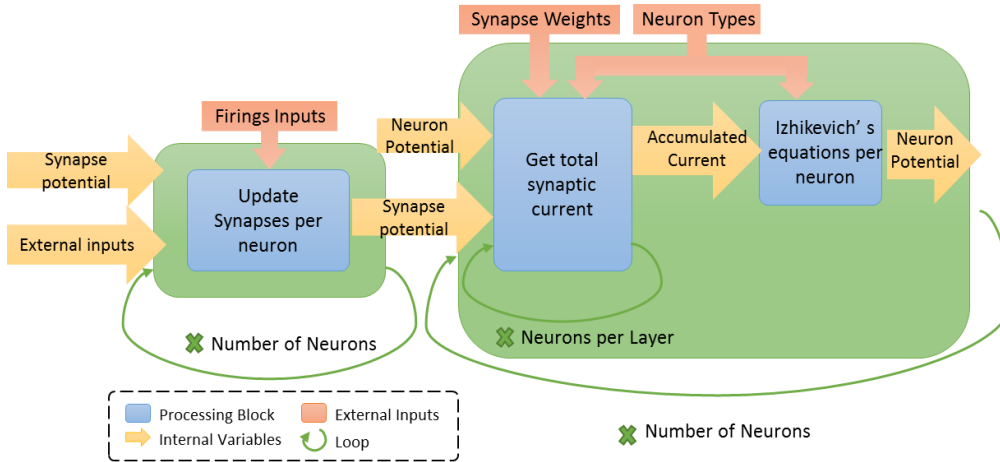 Synapse Weights
Neuron Types
Firings Inputs
Synapse
potential
External inputs
Update
Synapses per
neuron
Neuron
Potential
Synapse
potential
Get total
synaptic
current
Accumulated
Current
Izhikevich' s
equations per
neuron
Neuron
Potential
Number of Neurons
Neurons per Layer
Number of Neurons
Processing Block
External Inputs
Internal Variables
Loop